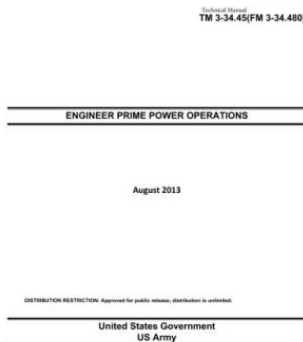 Technical Manual
TM 3-34.45(FM 3-34.480)
ENGINEER PRIME POWER OPERATIONS
August 2013
DISTRIBUTION RESTRICTION: Approved for public release; distribution is unlimited.
United States Government
US Army